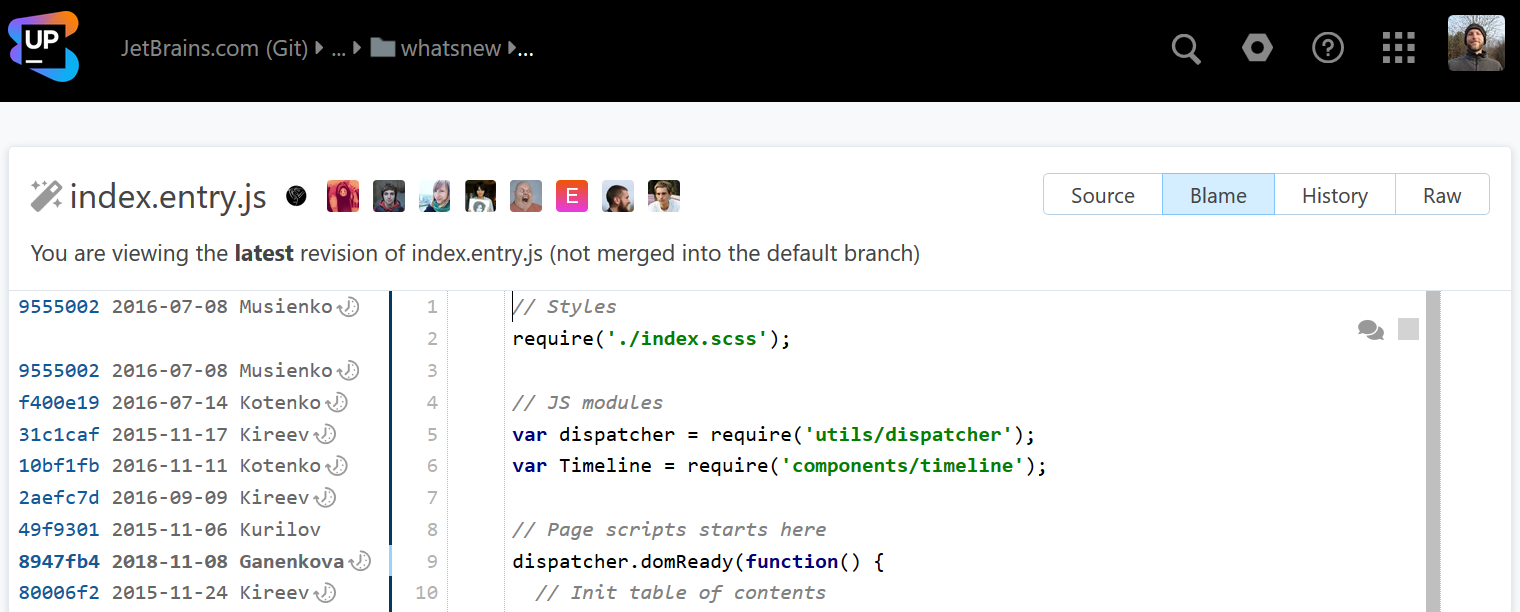 UP
JetBrains.com (Git) ... whatsnew ...
index.entry.js E Source Blame History Raw
You are viewing the latest revision of index.entry.js (not merged into the default branch)
9555002 2016-07-08 Musienko 1 // Styles
2 require('./index.scss');
9555002 2016-07-08 Musienko 3
f400e19 2016-07-14 Kotenko 4 // JS modules
31c1caf 2015-11-17 Kireev 5 var dispatcher = require('utils/dispatcher');
10bf1fb 2016-11-11 Kotenko 6 var Timeline = require('components/timeline');
2aefc7d 2016-09-09 Kireev 7
49f9301 2015-11-06 Kurilov 8 // Page scripts starts here
8947fb4 2018-11-08 Ganenkova 9 dispatcher.domReady(function() {
80006f2 2015-11-24 Kireev 10 // Init table of contents